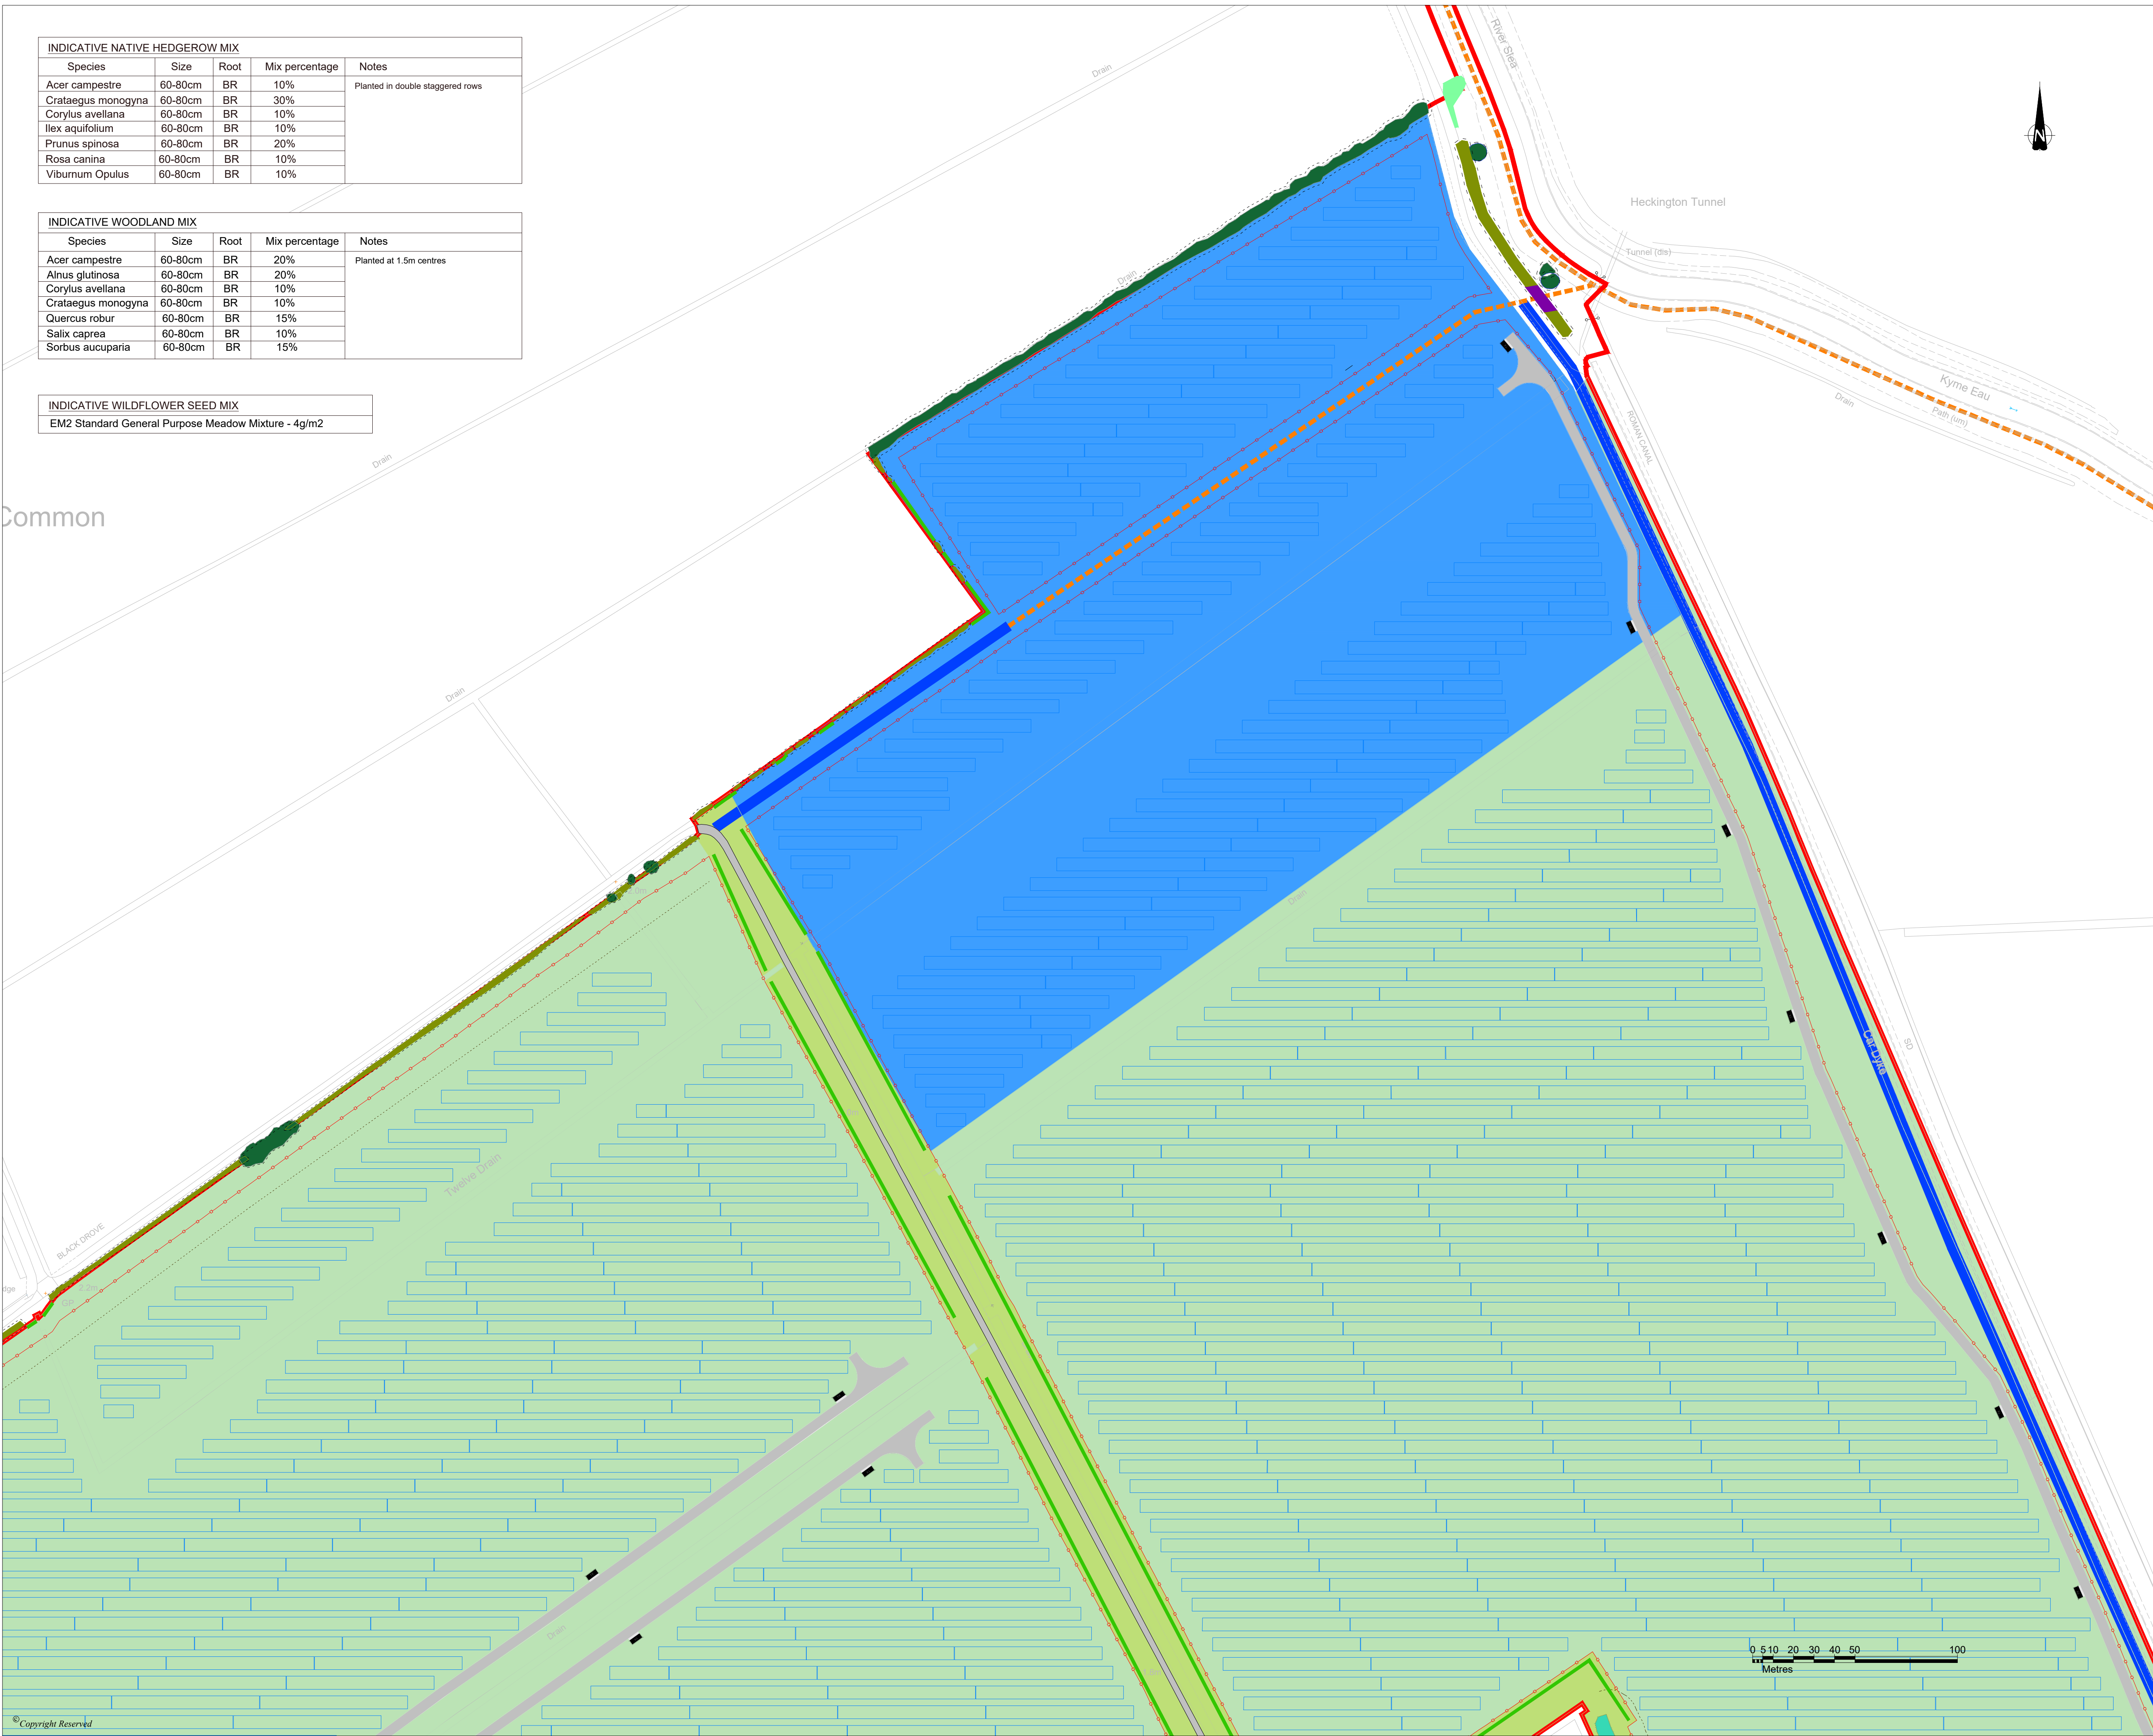 INDICATIVE NATIVE HEDGEROW MIX
Species Size Root Mix percentage Notes
Acer campestre 60-80cm BR 10% Planted in double staggered rows
Crataegus monogyna 60-80cm BR 30%
Corylus avellana 60-80cm BR 10%
Ilex aquifolium 60-80cm BR 10%
Prunus spinosa 60-80cm BR 20%
Rosa canina 60-80cm BR 10%
Viburnum Opulus 60-80cm BR 10%
INDICATIVE WOODLAND MIX
Species Size Root Mix percentage Notes
Acer campestre 60-80cm BR 20% Planted at 1.5m centres
Alnus glutinosa 60-80cm BR 20%
Corylus avellana 60-80cm BR 10%
Crataegus monogyna 60-80cm BR 10%
Quercus robur 60-80cm BR 15%
Salix caprea 60-80cm BR 10%
Sorbus aucuparia 60-80cm BR 15%
INDICATIVE WILDFLOWER SEED MIX
EM2 Standard General Purpose Meadow Mixture - 4g/m2
River Slea
N
Drain
Heckington Tunnel
Tunnel (dis)
Drain
Kyme Eau
Drain
Path (um)
ROMAN CANAL
Drain
Common
Drain
Drain
Car Dyke
SD
Twelve Drain
BLACK DROVE
dge
2.2m
GP
Drain
0 5 10 20 30 40 50 100
Metres
©Copyright Reserved